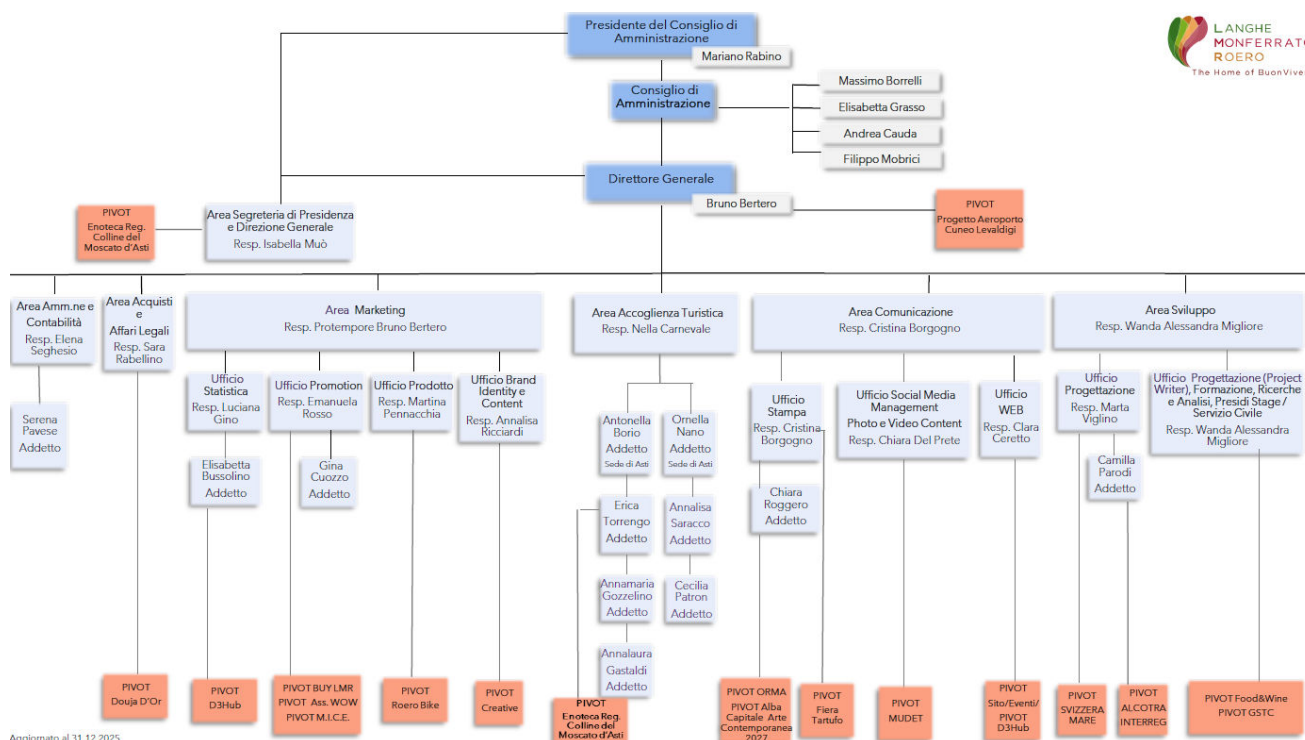 Presidente del Consiglio di
Amministrazione
Mariano Rabino
LANGHE
MONFERRATO
ROERO
The Home of BuonVive
Consiglio di
Amministrazione
Massimo Borrelli
Elisabetta Grasso
Andrea Cauda
Filippo Mobrici
Direttore Generale
Bruno Bertero
PIVOT
Enoteca Reg.
Colline del
Moscato d'Asti
Area Segreteria di Presidenza
e Direzione Generale
Resp. Isabella Muò
PIVOT
Progetto Aeroporto
Cuneo Levaldigi
Area Amm.ne e
Contabilità
Resp. Elena
Seghesio
Area Acquisti
e
Affari Legali
Resp. Sara
Rabellino
Area Marketing
Resp. Protempore Bruno Bertero
Area Accoglienza Turistica
Resp. Nella Carnevale
Area Comunicazione
Resp. Cristina Borgogno
Area Sviluppo
Resp. Wanda Alessandra Migliore
Serena
Pavese
Addetto
Ufficio
Statistica
Resp. Luciana
Gino
Elisabetta
Bussolino
Addetto
Ufficio Promotion
Resp. Emanuela
Rosso
Gina
Cuozzo
Addetto
Ufficio Prodotto
Resp. Martina
Pennacchia
Ufficio Brand
Identity e
Content
Resp. Annalisa
Ricciardi
Antonella
Borio
Addetto
Sede di Asti
Erica
Torrengo
Addetto
Annamaria
Gozzelino
Addetto
Annalaura
Gastaldi
Addetto
Ornella
Nano
Addetto
Sede di Asti
Annalisa
Saracco
Addetto
Cecilia
Patron
Addetto
Ufficio
Stampa
Resp. Cristina
Borgogno
Chiara
Roggero
Addetto
Ufficio Social Media
Management
Photo e Video Content
Resp. Chiara Del Prete
Ufficio
WEB
Resp. Clara
Ceretto
Ufficio
Progettazione
Resp. Marta
Viglino
Camilla
Parodi
Addetto
Ufficio Progettazione (Project
Writer), Formazione, Ricerche
e Analisi, Presidi Stage /
Servizio Civile
Resp. Wanda Alessandra
Migliore
PIVOT
Douja D'Or
PIVOT
D3Hub
PIVOT BUY LMR
PIVOT Ass. WOW
PIVOT M.I.C.E.
PIVOT
Roero Bike
PIVOT
Creative
PIVOT
Enoteca Reg.
Colline del
Moscato d'Asti
PIVOT ORMA
PIVOT Alba
Capitale Arte
Contemporanea
2027
PIVOT
Fiera
Tartufo
PIVOT
MUDET
PIVOT
Sito/Eventi/
PIVOT
D3Hub
PIVOT
SVIZZERA
MARE
PIVOT
ALCOTRA
INTERREG
PIVOT Food&Wine
PIVOT GSTC
Aggiornato al 31.12.2025